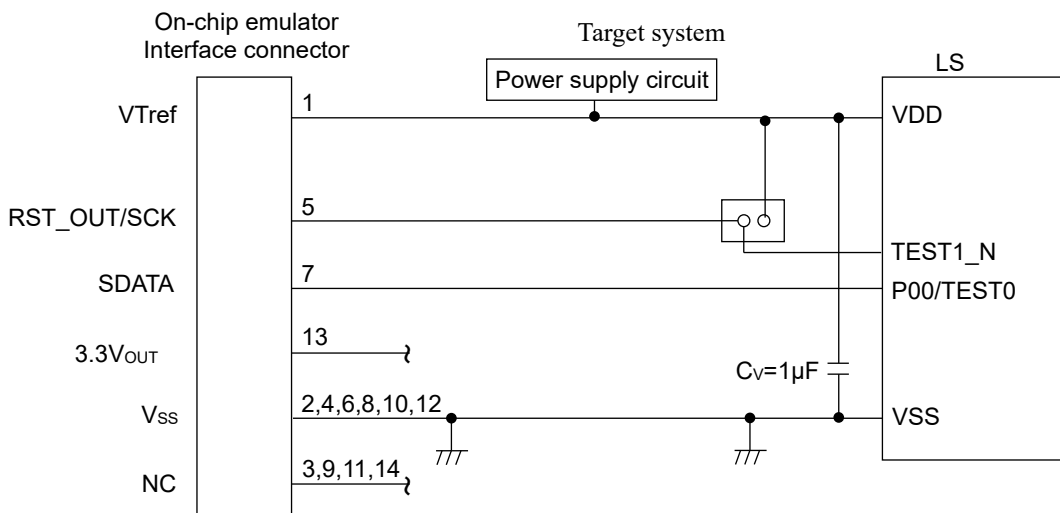 On-chip emulator
Interface connector
Target system
Power supply circuit
LS
VTref
1
VDD
RST_OUT/SCK
5
TEST1_N
SDATA
7
P00/TEST0
3.3VOUT
13
CV=1μF
VSS
2,4,6,8,10,12
VSS
NC
3,9,11,14